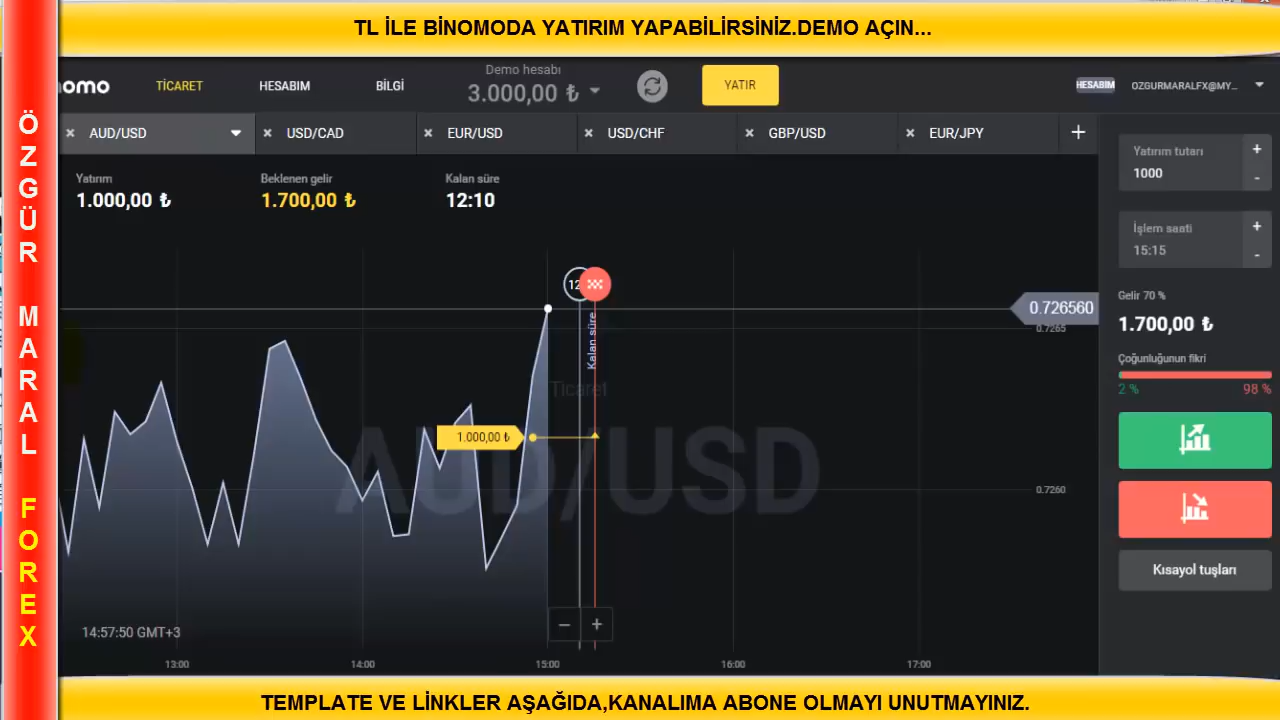 TL İLE BİNOMODA YATIRIM YAPABİLİRSİNİZ.DEMO AÇIN...
ÖZGÜR MARAL FOREX
nomo
TİCARET
HESABIM
BİLGİ
Demo hesabı
3.000,00 ₺
YATIR
HESABIM
OZGURMARALFX@MY...
AUD/USD
USD/CAD
EUR/USD
USD/CHF
GBP/USD
EUR/JPY
+
Yatırım
1.000,00 ₺
Beklenen gelir
1.700,00 ₺
Kalan süre
12:10
Yatırım tutarı
1000
+
-
İşlem saati
15:15
+
-
Gelir 70 %
1.700,00 ₺
Çoğunluğunun fikri
2 %
98 %
Kısayol tuşları
12
Kalan süre
0.726560
0.7265
Ticaret
1.000,00 ₺
AUD/USD
0.7260
14:57:50 GMT+3
− +
13:00
14:00
15:00
16:00
17:00
TEMPLATE VE LİNKLER AŞAĞIDA,KANALIMA ABONE OLMAYI UNUTMAYINIZ.